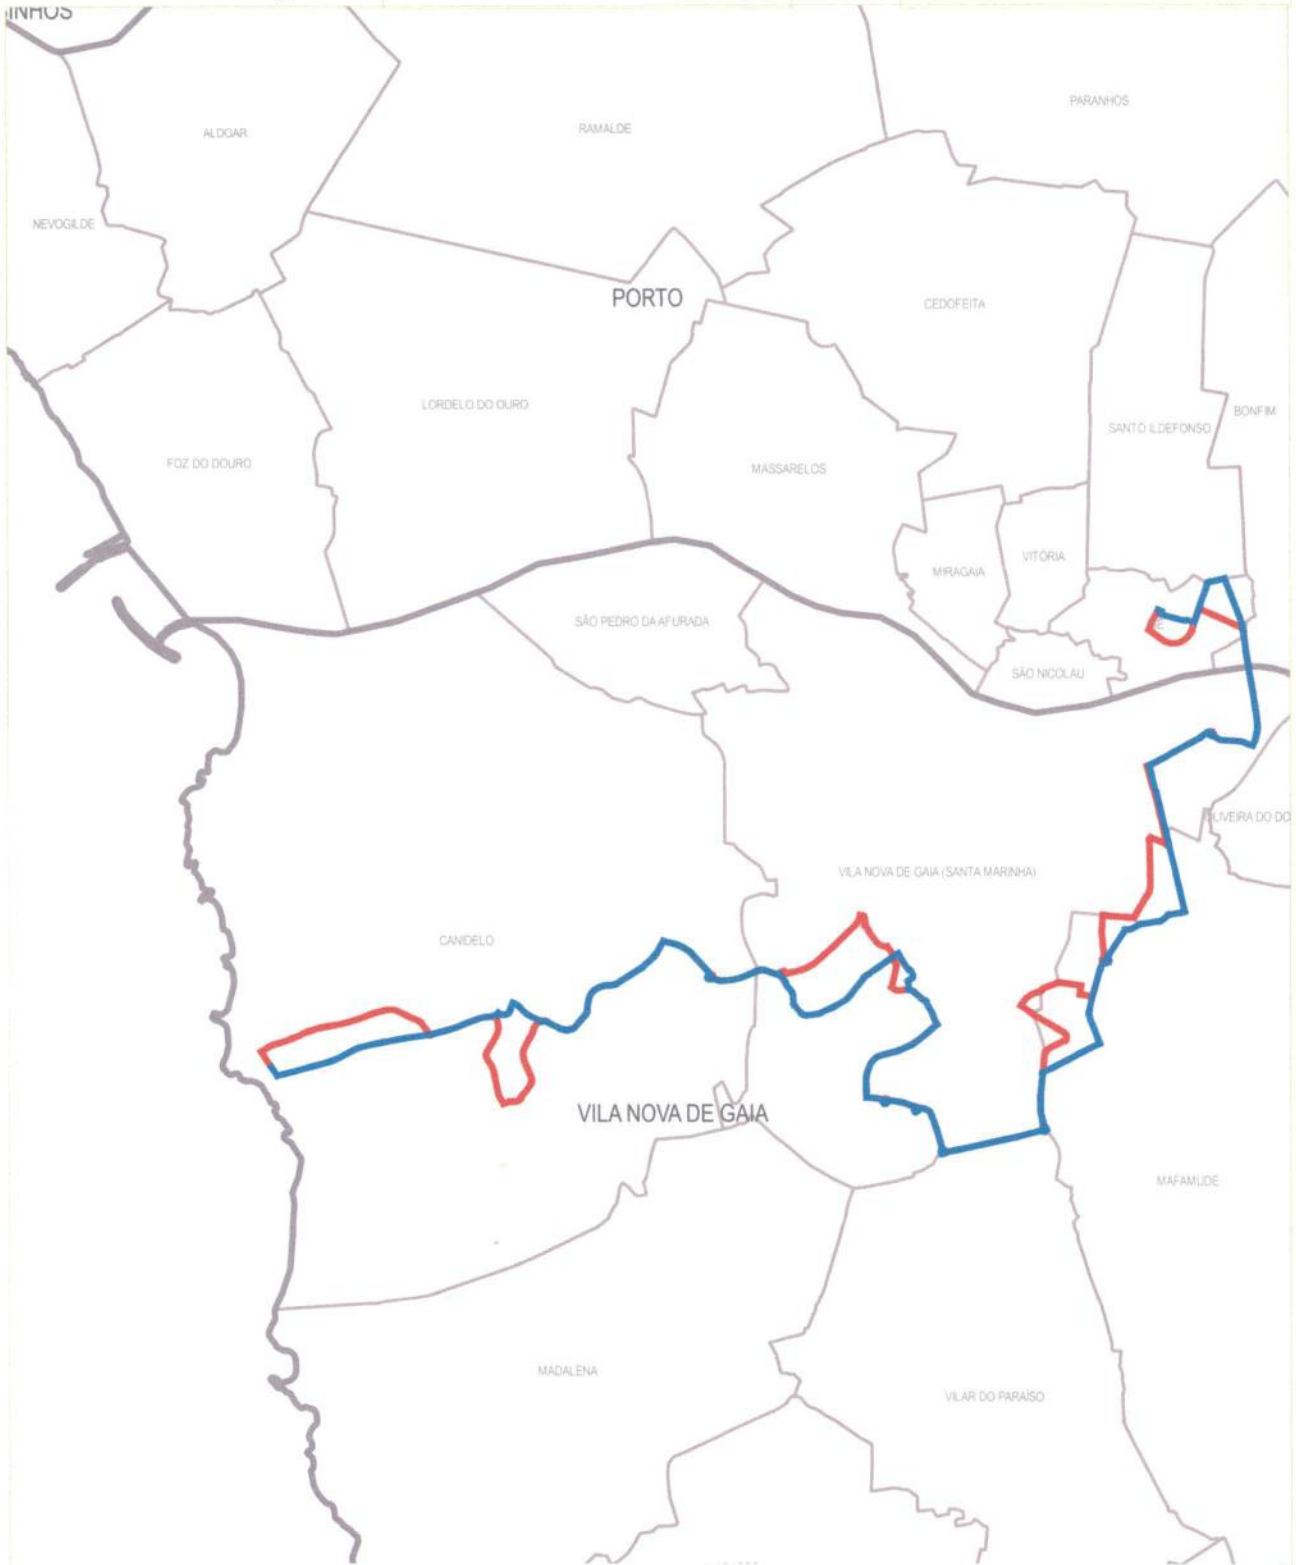 PARANHOS
RAMALDE
ALDOAR
NEVOGILDE
PORTO
CEDOFEITA
LORDELO DO OURO
BONFIM
SANTO ILDEFONSO
FOZ DO DOURO
MASSARELOS
VITÓRIA
MIRAGAIA
SÃO PEDRO DA AFURADA
SÃO NICOLAU
OLIVEIRA DO DO
VILA NOVA DE GAIA (SANTA MARINHA)
CANIDELO
VILA NOVA DE GAIA
MAFAMUDE
MADALENA
VILAR DO PARAÍSO